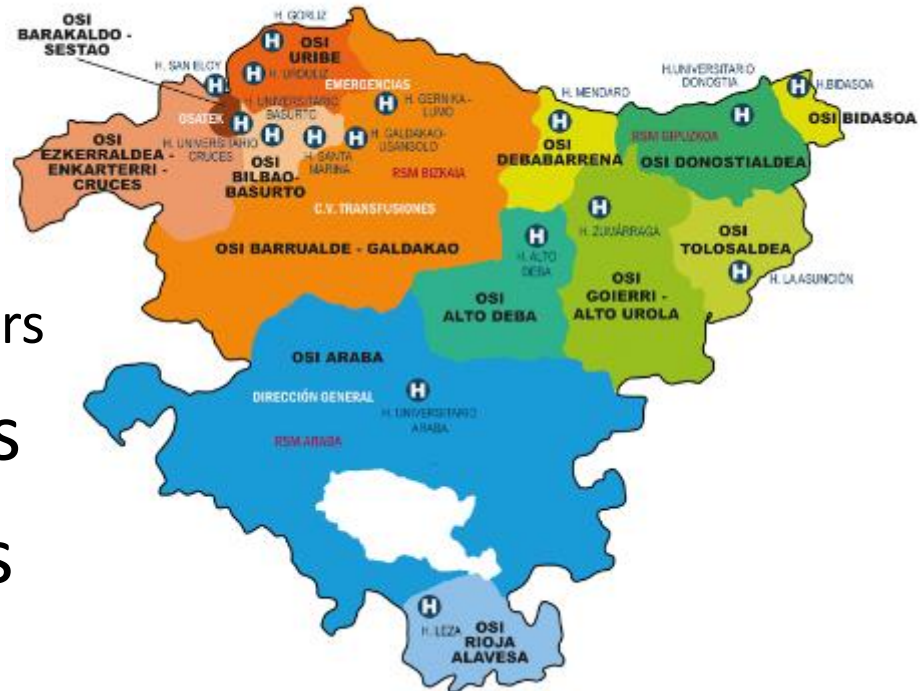 OSI
BARAKALDO -
SESTAO
H. GORLIZ
OSI
URIBE
H. SAN ELOY
H. URDULIZ
EMERGENCIAS
H. UNIVERSITARIO
BASURTO
H. GERNIKA-
LUMO
OSATEK
H. UNIVERSITARIO
CRUCES
H. SANTA
MARINA
H. GALDAKAO-
USANSOLO
OSI
EZKERRALDEA -
ENKARTERRI -
CRUCES
OSI
BILBAO-
BASURTO
RSM BIZKAIA
C.V. TRANSFUSIONES
OSI BARRUALDE - GALDAKAO
H. MENDARO
OSI
DEBABARRENA
H.UNIVERSITARIO
DONOSTIA
H.BIDASOA
OSI BIDASOA
RSM GIPUZKOA
OSI DONOSTIALDEA
H. ZUMÁRRAGA
OSI
TOLOSALDEA
H. LA ASUNCIÓN
H. ALTO
DEBA
OSI
ALTO DEBA
OSI
GOIERRI -
ALTO UROLA
rs
s
s
OSI ARABA
DIRECCIÓN GENERAL
H. UNIVERSITARIO
ARABA
RSM ARABA
H. LEZA
OSI
RIOJA
ALAVESA